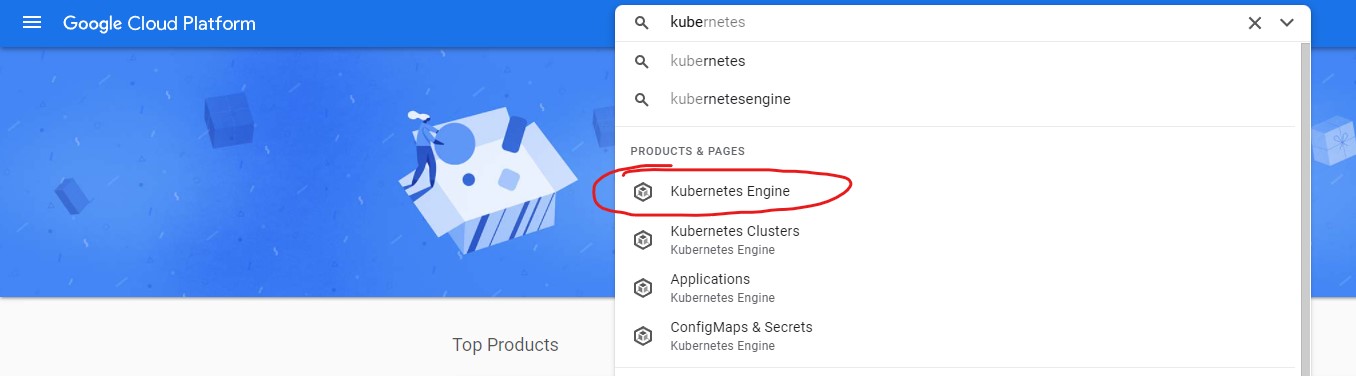 Google Cloud Platform
kubernetes
kubernetes
kubernetesengine
PRODUCTS & PAGES
Kubernetes Engine
Kubernetes Clusters
Kubernetes Engine
Applications
Kubernetes Engine
ConfigMaps & Secrets
Kubernetes Engine
Top Products